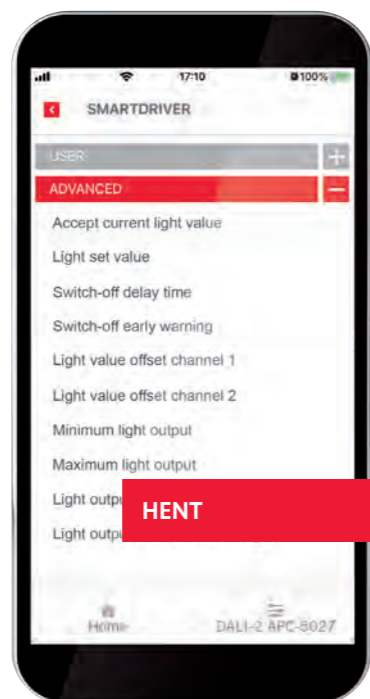 17:10 100%
SMARTDRIVER
USER
ADVANCED
Accept current light value
Light set value
Switch-off delay time
Switch-off early warning
Light value offset channel 1
Light value offset channel 2
Minimum light output
Maximum light output
Light
HENT
Light
Home DALI-2 APC-5027